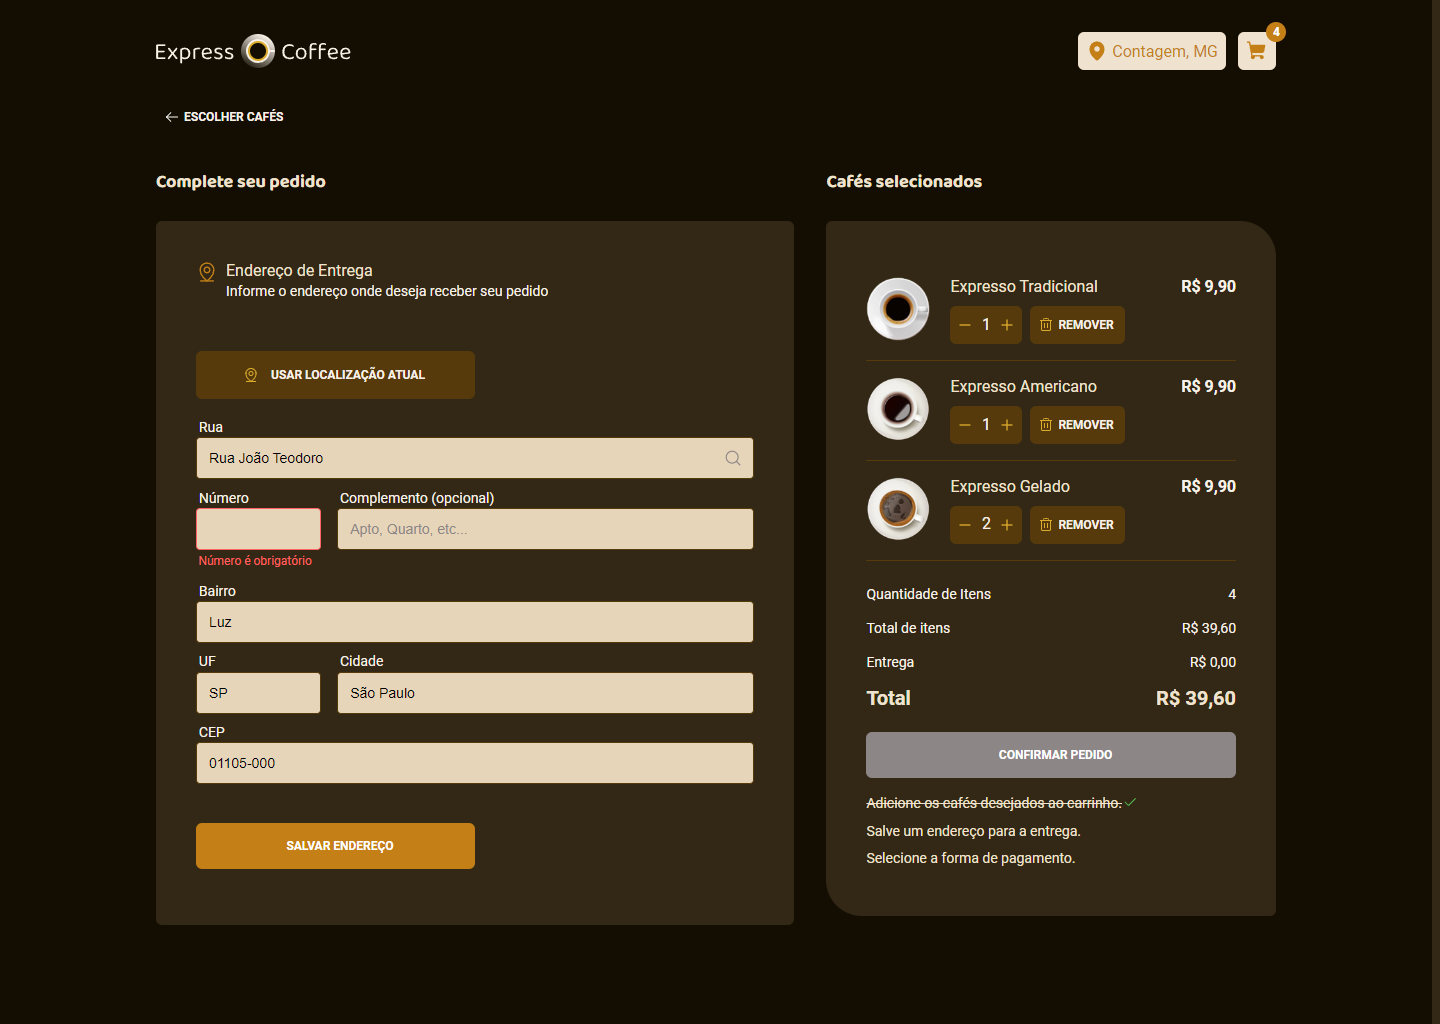 Express Coffee
Contagem, MG
4
ESCOLHER CAFÉS
Complete seu pedido
Endereço de Entrega
Informe o endereço onde deseja receber seu pedido
USAR LOCALIZAÇÃO ATUAL
Rua
Rua João Teodoro
Número
Complemento (opcional)
Apto, Quarto, etc...
Número é obrigatório
Bairro
Luz
UF
Cidade
SP
São Paulo
CEP
01105-000
SALVAR ENDEREÇO
Cafés selecionados
Expresso Tradicional R$ 9,90
1 REMOVER
Expresso Americano R$ 9,90
1 REMOVER
Expresso Gelado R$ 9,90
2 REMOVER
Quantidade de Itens 4
Total de itens R$ 39,60
Entrega R$ 0,00
Total R$ 39,60
CONFIRMAR PEDIDO
Adicione os cafés desejados ao carrinho.
Salve um endereço para a entrega.
Selecione a forma de pagamento.